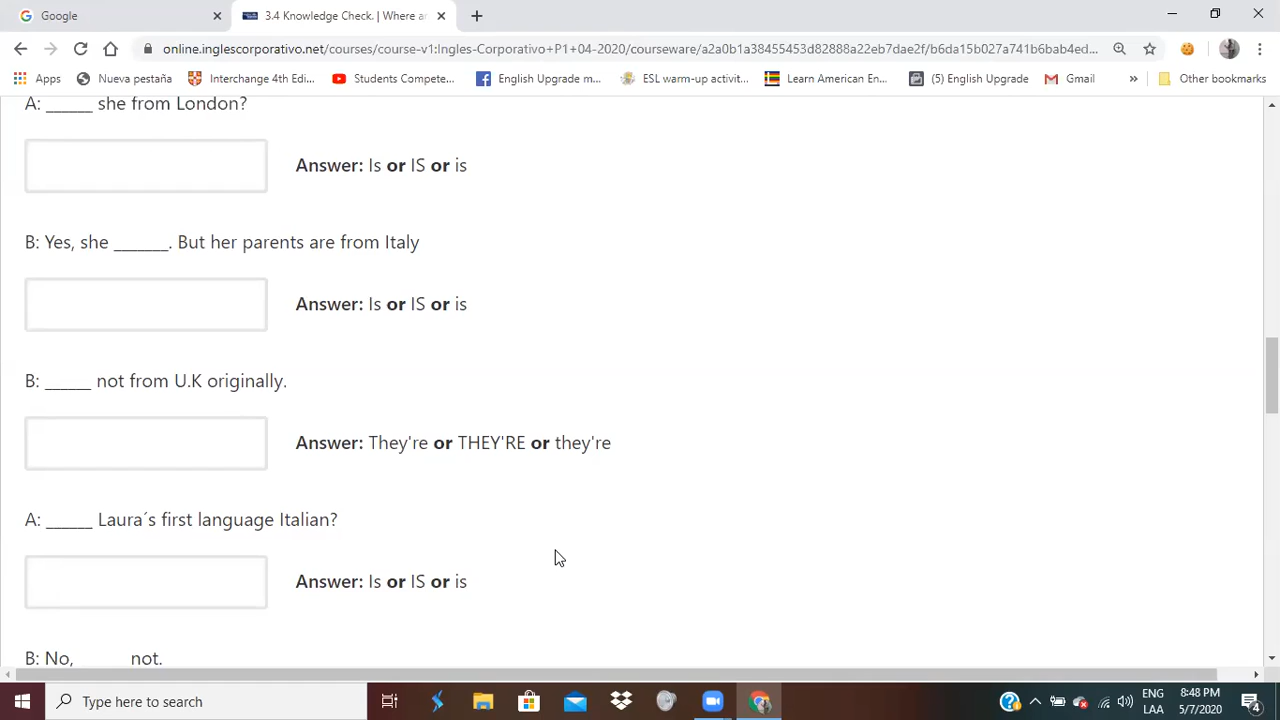 Google
3.4 Knowledge Check. | Where ar
online.inglescorporativo.net/courses/course-v1:Ingles-Corporativo+P1+04-2020/courseware/a2a0b1a38455453d82888a22eb7dae2f/b6da15b027a741b6bab4ed...
Apps Nueva pestaña Interchange 4th Edi... Students Compete... English Upgrade m... ESL warm-up activit... Learn American En... (5) English Upgrade Gmail » Other bookmarks
A: ______ she from London?
Answer: Is or IS or is
B: Yes, she _______. But her parents are from Italy
Answer: Is or IS or is
B: ______ not from U.K originally.
Answer: They're or THEY'RE or they're
A: ______ Laura´s first language Italian?
Answer: Is or IS or is
B: No, not.
Type here to search
ENG 8:48 PM
LAA 5/7/2020 4